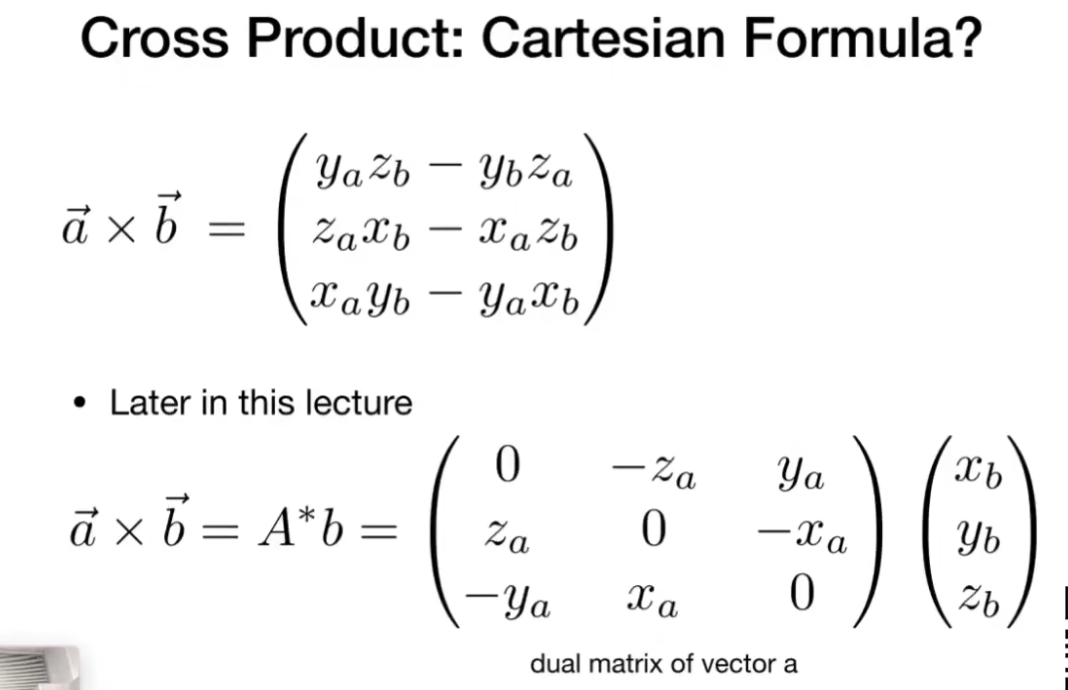 Cross Product: Cartesian Formula?
$\vec{a} \times \vec{b} = \begin{pmatrix} y_a z_b - y_b z_a \\ z_a x_b - x_a z_b \\ x_a y_b - y_a x_b \end{pmatrix}$
• Later in this lecture
$\vec{a} \times \vec{b} = A^* b = \begin{pmatrix} 0 & -z_a & y_a \\ z_a & 0 & -x_a \\ -y_a & x_a & 0 \end{pmatrix} \begin{pmatrix} x_b \\ y_b \\ z_b \end{pmatrix}$
dual matrix of vector a